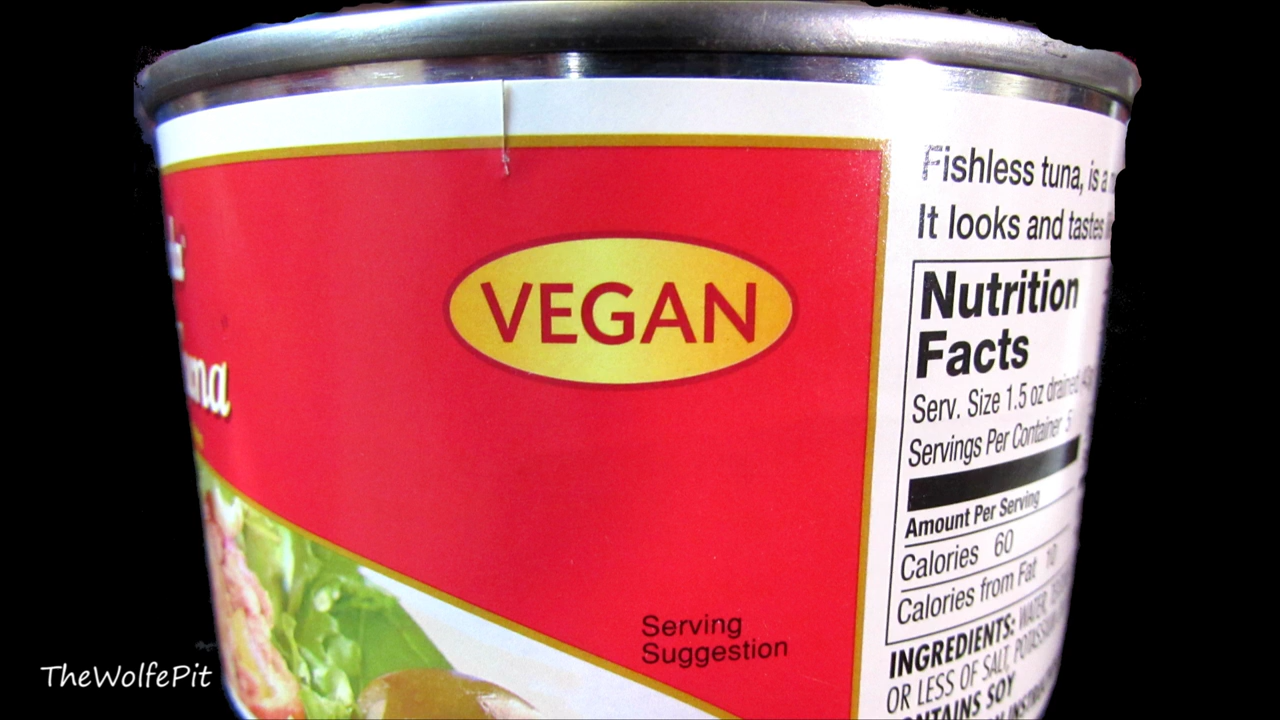 VEGAN
Serving
Suggestion
Fishless tuna, is a
It looks and tastes
Nutrition
Facts
Serv. Size 1.5 oz drained
Servings Per Container 5
Amount Per Serving
Calories 60
Calories from Fat 10
INGREDIENTS: WATER,
OR LESS OF SALT,
CONTAINS SOY
TheWolfePit